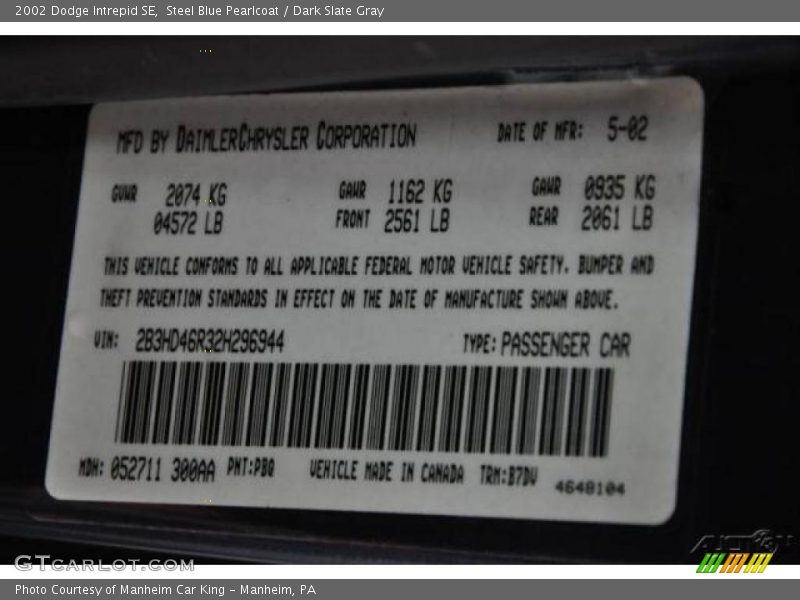 2002 Dodge Intrepid SE,  Steel Blue Pearlcoat / Dark Slate Gray
MFD BY DAIMLERCHRYSLER CORPORATION DATE OF MFR: 5-02
GVWR 2074 KG GAWR 1162 KG GAWR 0935 KG
04572 LB FRONT 2561 LB REAR 2061 LB
THIS VEHICLE CONFORMS TO ALL APPLICABLE FEDERAL MOTOR VEHICLE SAFETY, BUMPER AND
THEFT PREVENTION STANDARDS IN EFFECT ON THE DATE OF MANUFACTURE SHOWN ABOVE.
VIN: 2B3HD46R32H296944 TYPE: PASSENGER CAR
MDH: 052711 300AA PNT:PBQ VEHICLE MADE IN CANADA TRM:B7DV 4648104
GTCarLot.com
AUCTION
Photo Courtesy of Manheim Car King - Manheim, PA